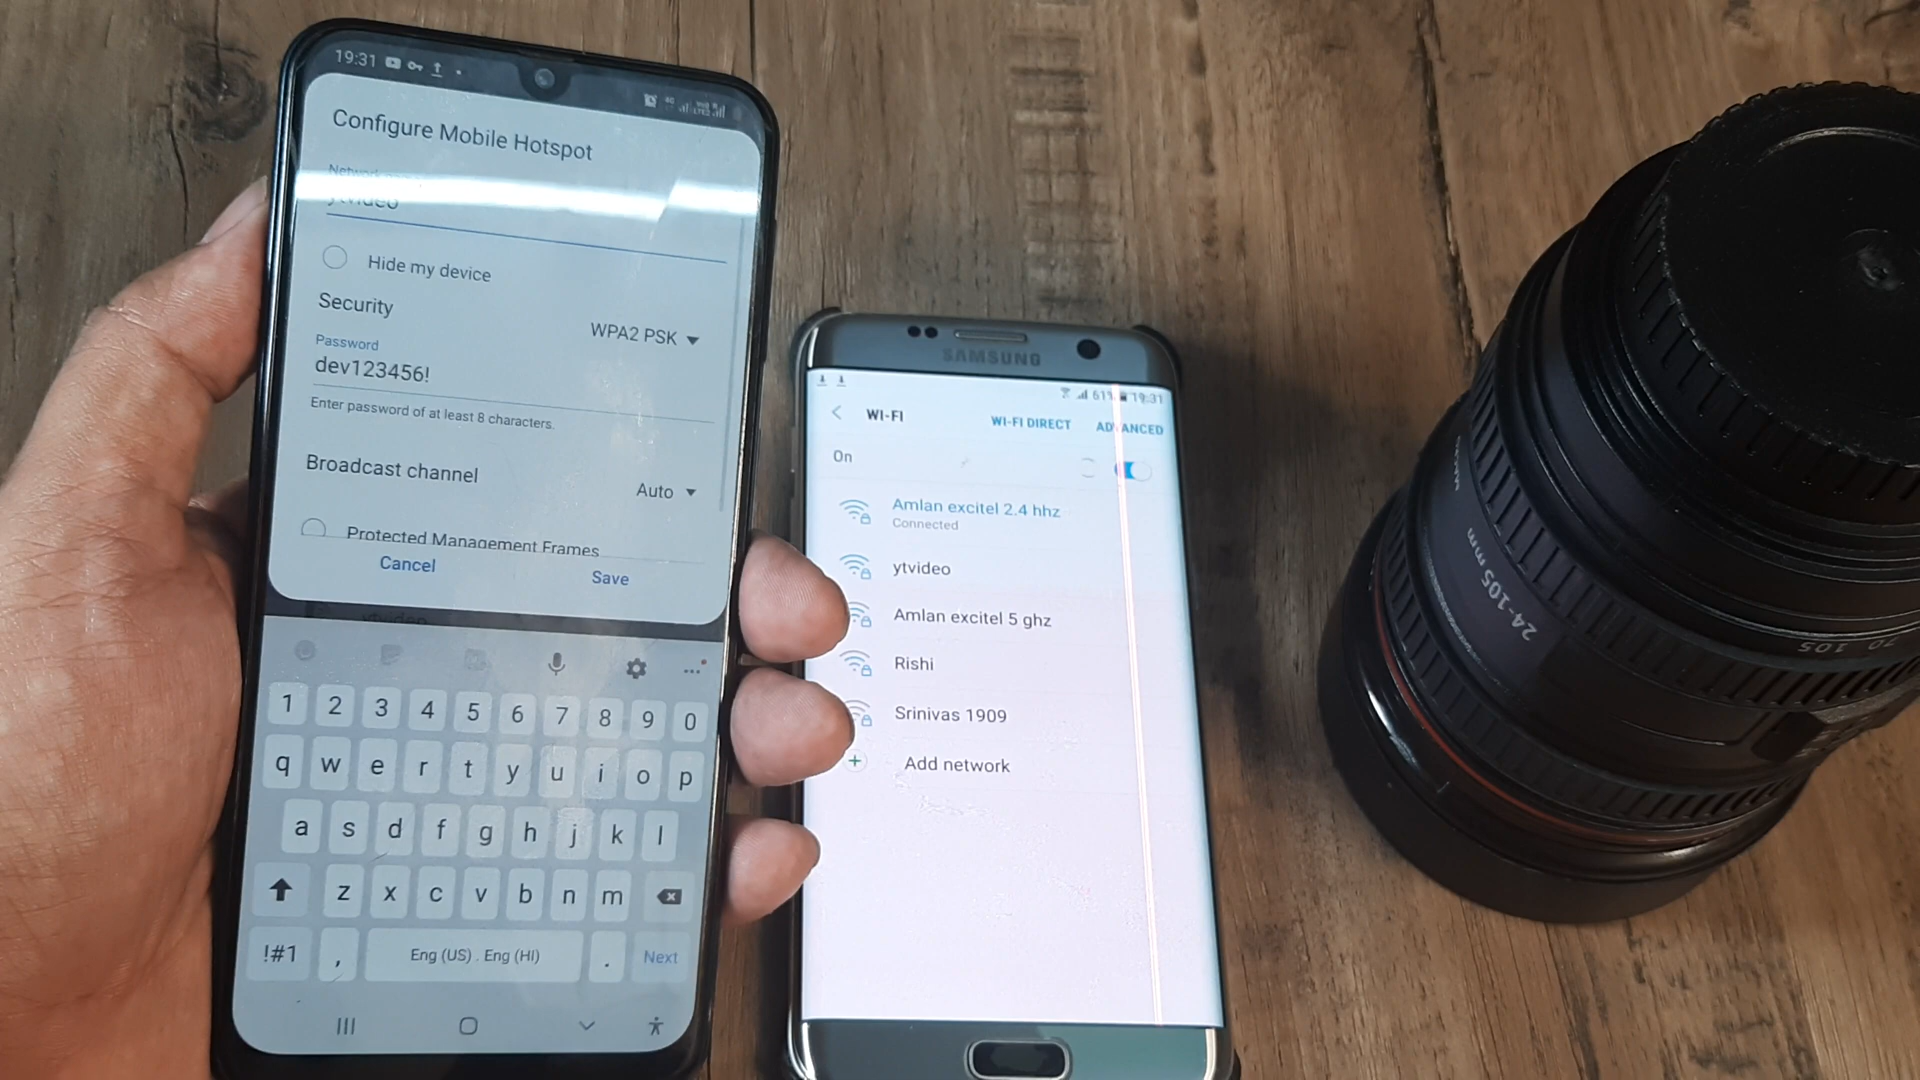 19:31
Configure Mobile Hotspot
ytvideo
Hide my device
Security
WPA2 PSK
Password
dev123456!
Enter password of at least 8 characters.
Broadcast channel
Auto
Protected Management Frames
Cancel
Save
1 2 3 4 5 6 7 8 9 0
q w e r t y u i o p
a s d f g h j k l
z x c v b n m
!#1 , Eng (US) . Eng (HI) . Next
SAMSUNG
61% 19:31
WI-FI
WI-FI DIRECT
ADVANCED
On
Amlan excitel 2.4 hhz
Connected
ytvideo
Amlan excitel 5 ghz
Rishi
Srinivas 1909
Add network
24-105 mm
70 105